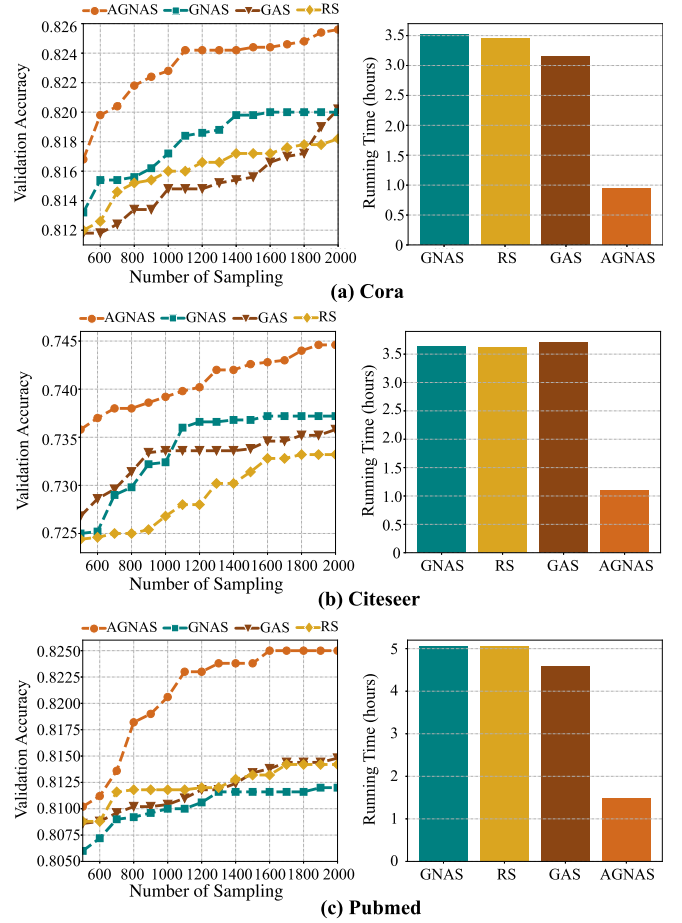 AGNAS GNAS GAS RS
0.826
0.824
0.822
0.820
0.818
0.816
0.814
0.812
Validation Accuracy
600 800 1000 1200 1400 1600 1800 2000
Number of Sampling
3.5
3.0
2.5
2.0
1.5
1.0
0.5
0
Running Time (hours)
GNAS RS GAS AGNAS
(a) Cora
AGNAS GNAS GAS RS
0.745
0.740
0.735
0.730
0.725
Validation Accuracy
600 800 1000 1200 1400 1600 1800 2000
Number of Sampling
3.5
3.0
2.5
2.0
1.5
1.0
0.5
0
Running Time (hours)
GNAS RS GAS AGNAS
(b) Citeseer
AGNAS GNAS GAS RS
0.8250
0.8225
0.8200
0.8175
0.8150
0.8125
0.8100
0.8075
0.8050
Validation Accuracy
600 800 1000 1200 1400 1600 1800 2000
Number of Sampling
5
4
3
2
1
0
Running Time (hours)
GNAS RS GAS AGNAS
(c) Pubmed